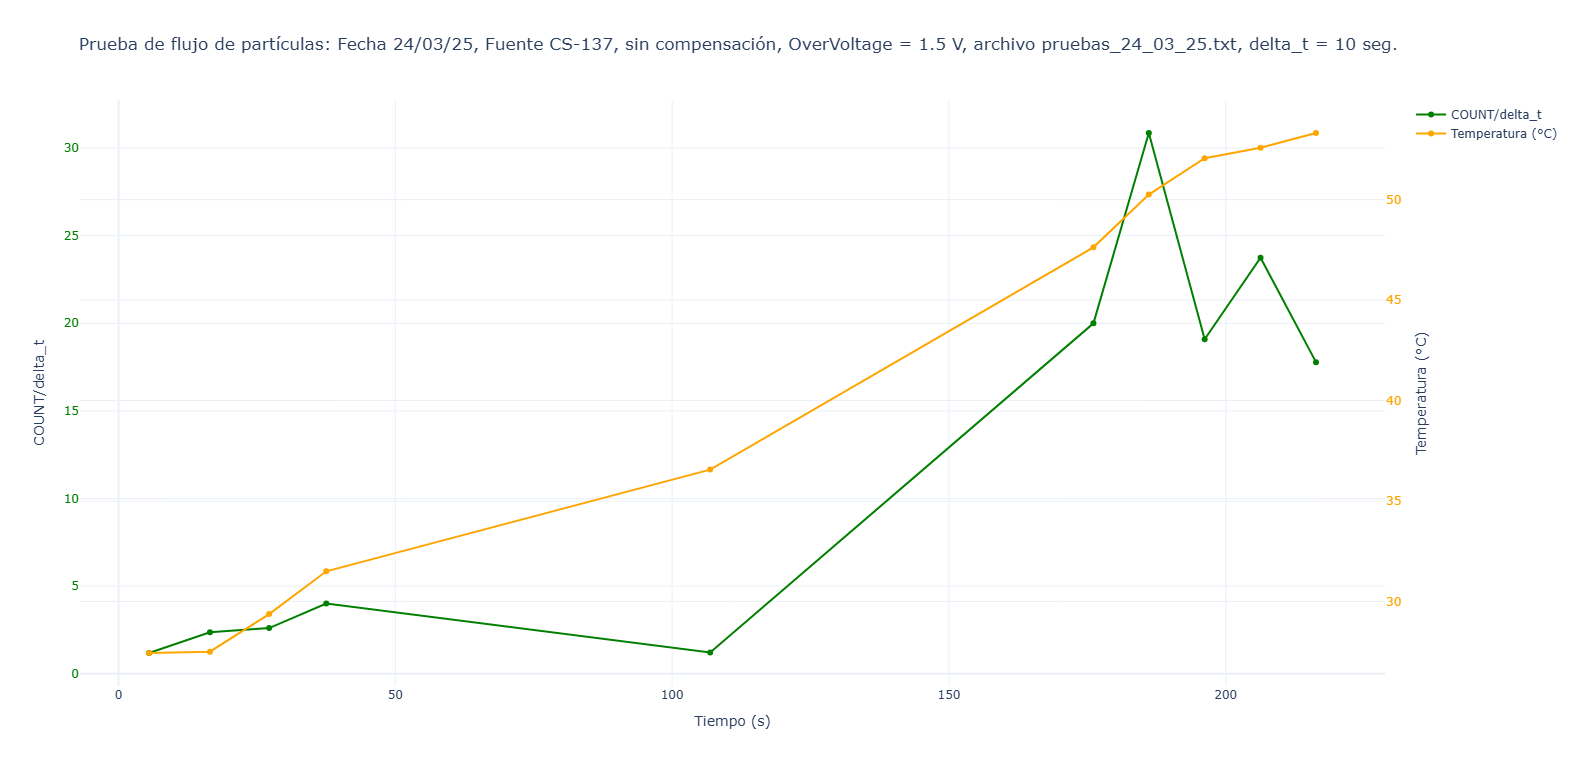 Prueba de flujo de partículas: Fecha 24/03/25, Fuente CS-137, sin compensación, OverVoltage = 1.5 V, archivo pruebas_24_03_25.txt, delta_t = 10 seg.
COUNT/delta_t
Temperatura (°C)
30
25
20
15
10
5
0
COUNT/delta_t
50
45
40
35
30
Temperatura (°C)
0
50
100
150
200
Tiempo (s)